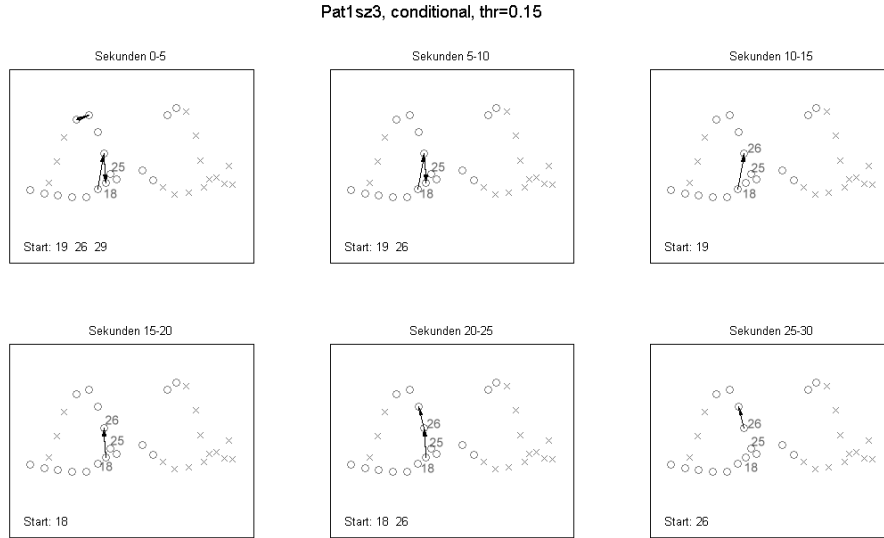 Pat1sz3, conditional, thr=0.15
Sekunden 0-5
25
18
Start: 19 26 29
Sekunden 5-10
25
18
Start: 19 26
Sekunden 10-15
26
25
18
Start: 19
Sekunden 15-20
26
25
18
Start: 18
Sekunden 20-25
26
25
18
Start: 18 26
Sekunden 25-30
26
25
18
Start: 26